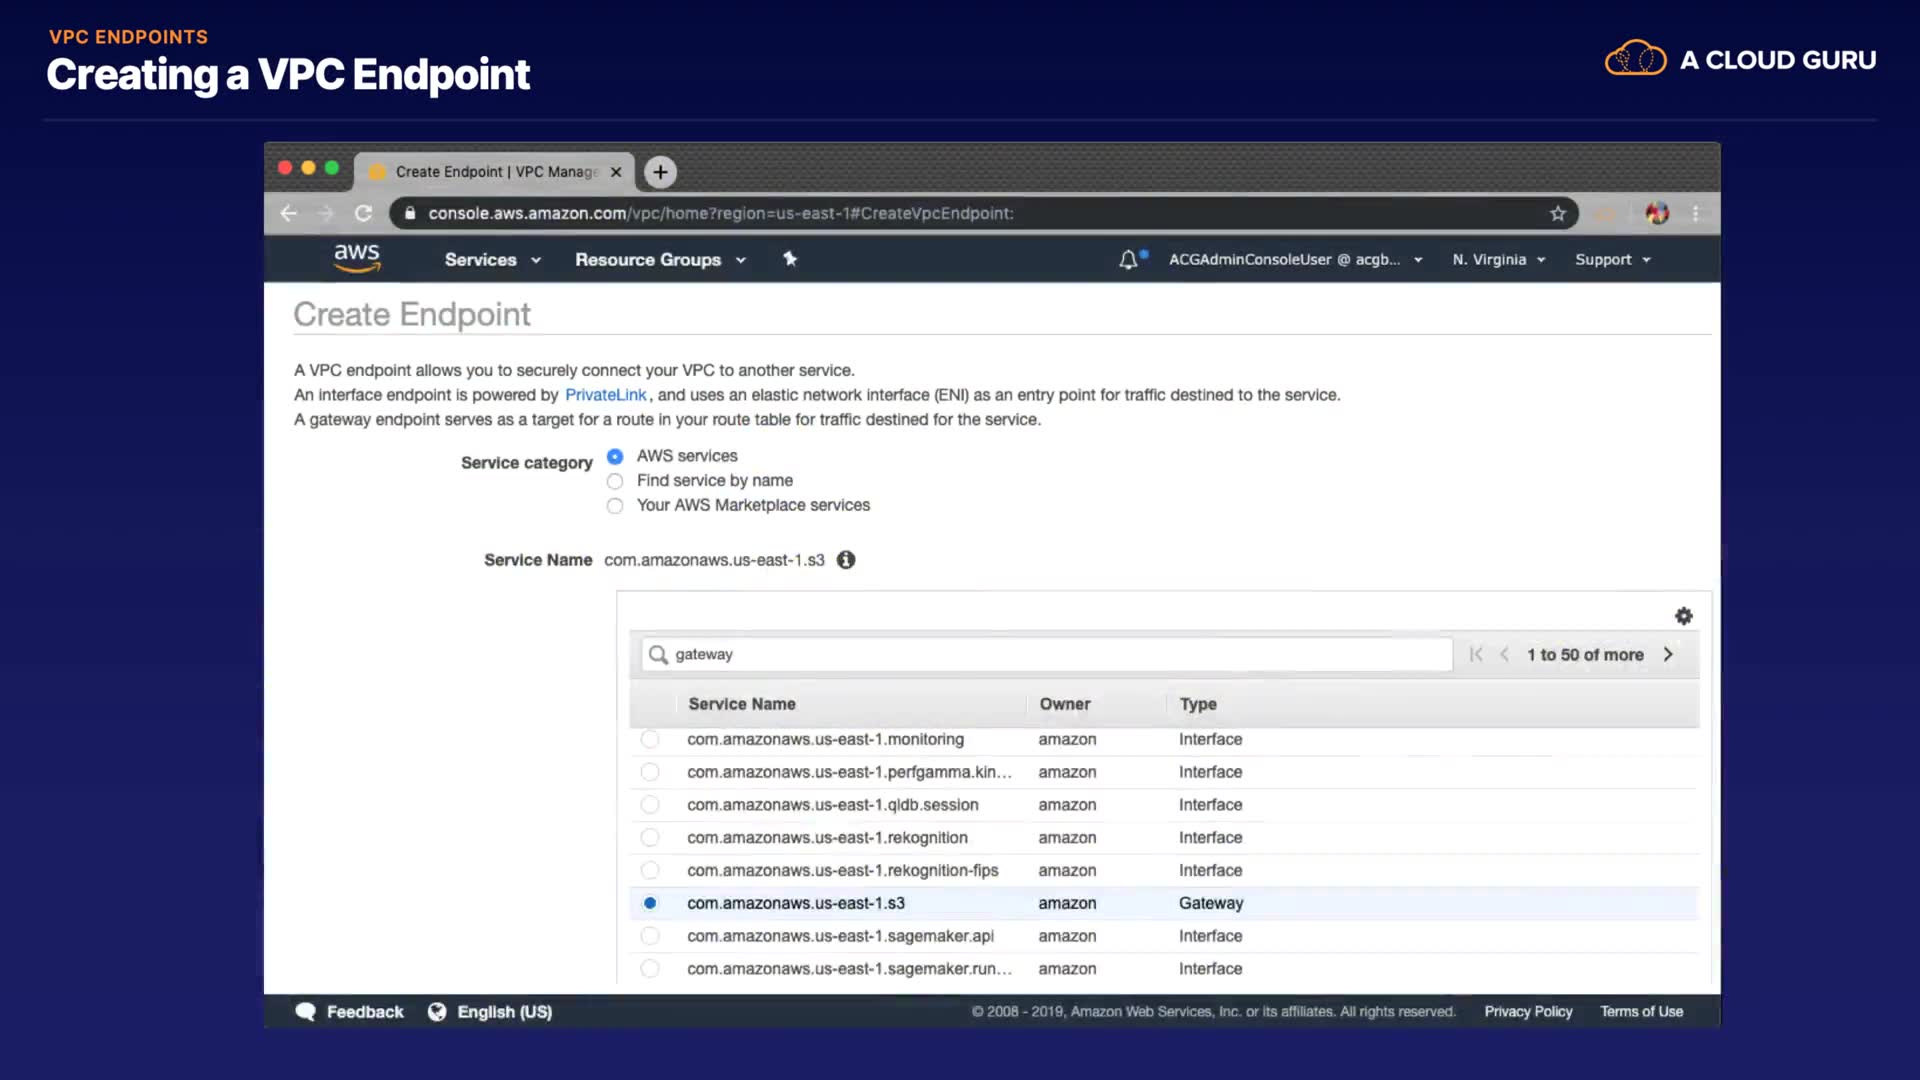 VPC ENDPOINTS
Creating a VPC Endpoint
A CLOUD GURU
Create Endpoint | VPC Manage
console.aws.amazon.com/vpc/home?region=us-east-1#CreateVpcEndpoint:
aws Services Resource Groups ACGAdminConsoleUser @ acgb... N. Virginia Support
Create Endpoint
A VPC endpoint allows you to securely connect your VPC to another service.
An interface endpoint is powered by PrivateLink, and uses an elastic network interface (ENI) as an entry point for traffic destined to the service.
A gateway endpoint serves as a target for a route in your route table for traffic destined for the service.
Service category AWS services
Find service by name
Your AWS Marketplace services
Service Name com.amazonaws.us-east-1.s3
gateway 1 to 50 of more
Service Name Owner Type
com.amazonaws.us-east-1.monitoring amazon Interface
com.amazonaws.us-east-1.perfgamma.kin... amazon Interface
com.amazonaws.us-east-1.qldb.session amazon Interface
com.amazonaws.us-east-1.rekognition amazon Interface
com.amazonaws.us-east-1.rekognition-fips amazon Interface
com.amazonaws.us-east-1.s3 amazon Gateway
com.amazonaws.us-east-1.sagemaker.api amazon Interface
com.amazonaws.us-east-1.sagemaker.run... amazon Interface
Feedback English (US) © 2008 - 2019, Amazon Web Services, Inc. or its affiliates. All rights reserved. Privacy Policy Terms of Use